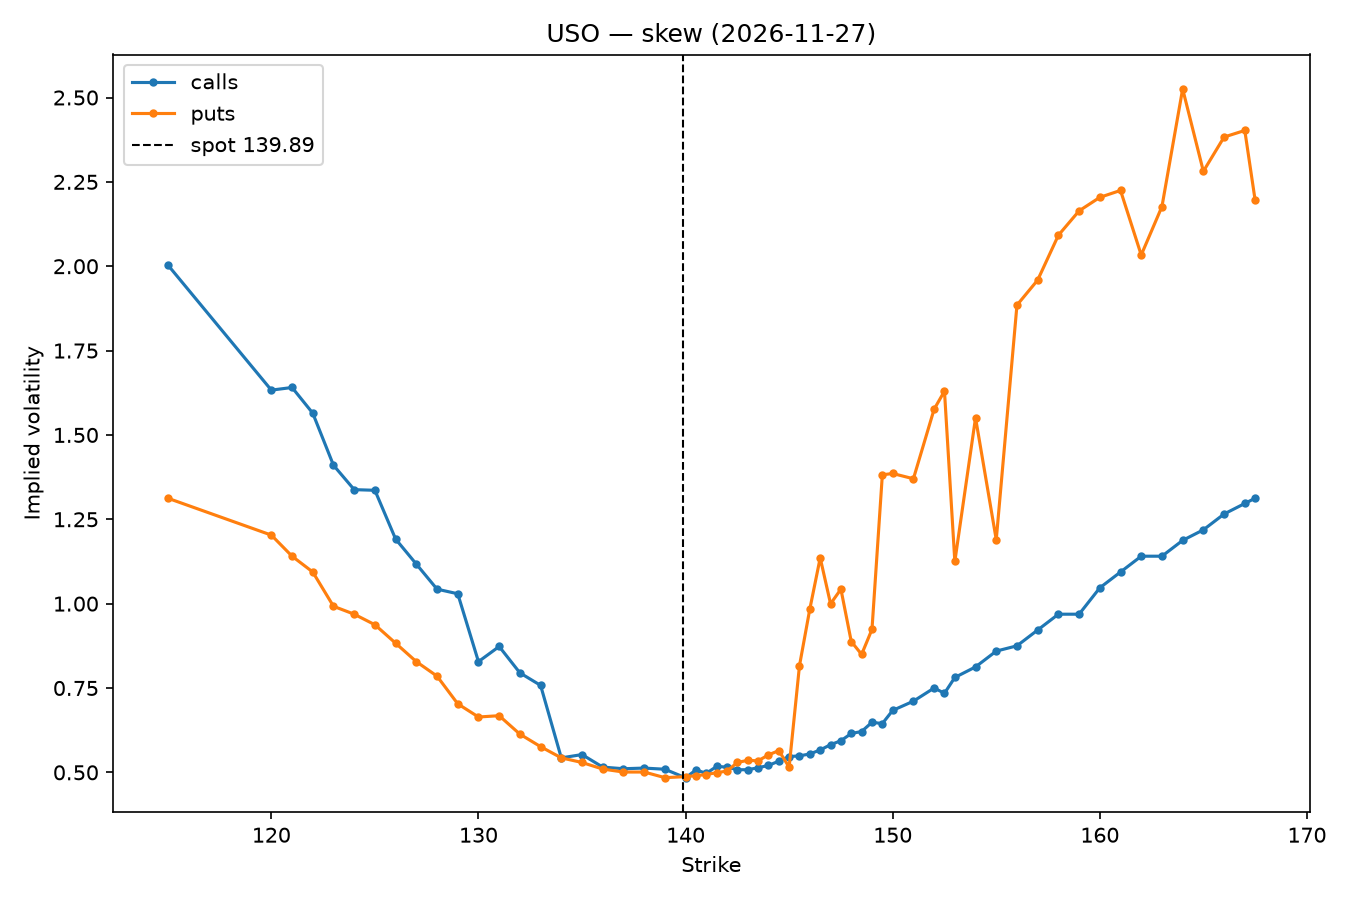 USO — skew (2026-11-27)
calls
puts
spot 139.89
Implied volatility
2.50
2.25
2.00
1.75
1.50
1.25
1.00
0.75
0.50
120
130
140
150
160
170
Strike